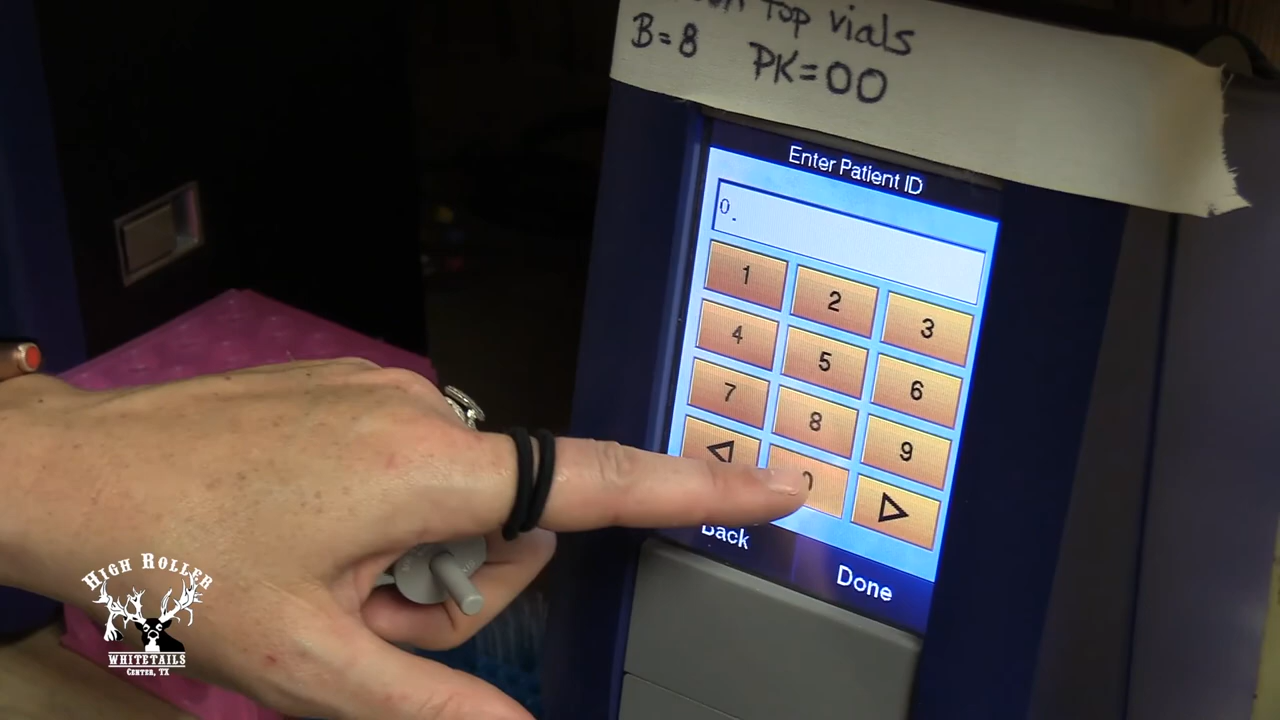 Top vials
B=8 PK=00
Enter Patient ID
0.
1 2 3
4 5 6
7 8 9
0
Back Done
HIGH ROLLER
WHITETAILS
CENTER, TX